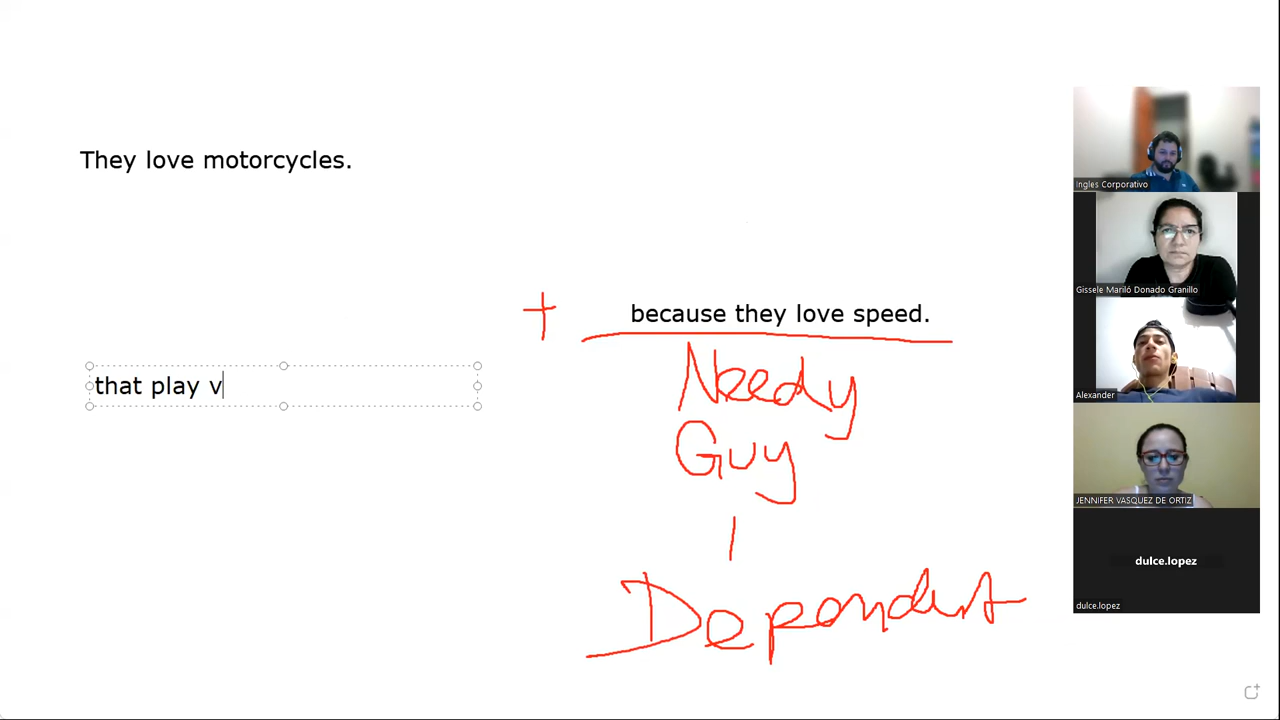 They love motorcycles.
+ because they love speed.
that play v
Needy
Guy
Dependent
Ingles Corporativo
Gissele Mariló Donado Granillo
Alexander
JENNIFER VASQUEZ DE ORTIZ
dulce.lopez
dulce.lopez